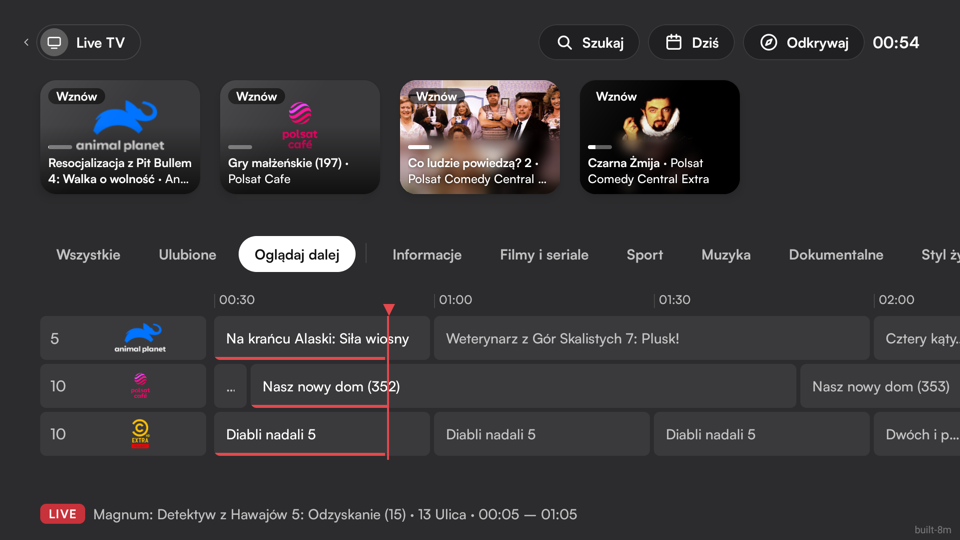 Live TV
Szukaj
Dziś
Odkrywaj
00:54
Wznów
animal planet
Resocjalizacja z Pit Bullem
4: Walka o wolność · An...
Wznów
polsat
café
Gry małżeńskie (197) ·
Polsat Cafe
Wznów
Co ludzie powiedzą? 2 ·
Polsat Comedy Central ...
Wznów
Czarna Żmija · Polsat
Comedy Central Extra
Wszystkie
Ulubione
Oglądaj dalej
Informacje
Filmy i seriale
Sport
Muzyka
Dokumentalne
Styl ży
00:30
01:00
01:30
02:00
5
animal planet
Na krańcu Alaski: Siła wiosny
Weterynarz z Gór Skalistych 7: Plusk!
Cztery kąty...
10
polsat
café
...
Nasz nowy dom (352)
Nasz nowy dom (353)
10
EXTRA
Diabli nadali 5
Diabli nadali 5
Diabli nadali 5
Dwóch i p...
LIVE
Magnum: Detektyw z Hawajów 5: Odzyskanie (15) · 13 Ulica · 00:05 — 01:05
built-8m